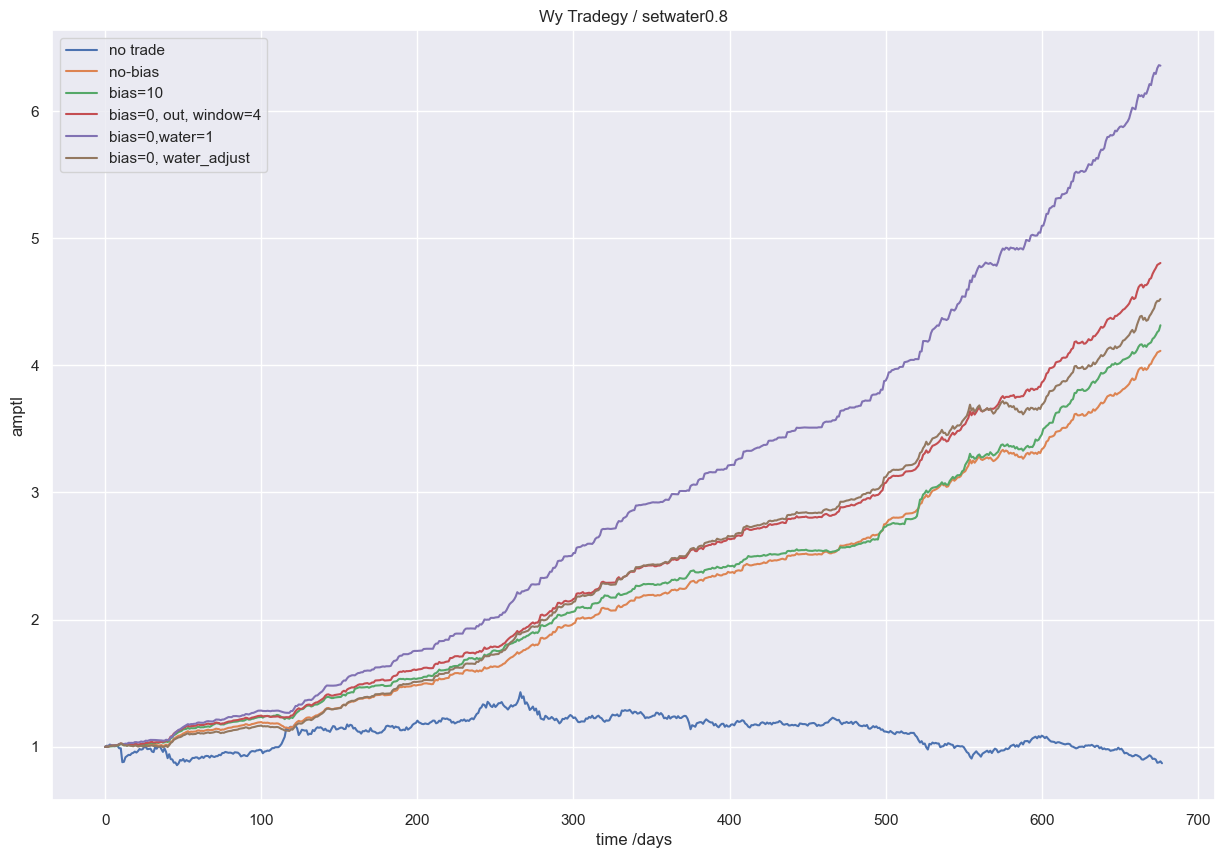 Wy Tradegy / setwater0.8
no trade
no-bias
bias=10
bias=0, out, window=4
bias=0,water=1
bias=0, water_adjust
6
5
4
3
2
1
amptl
0 100 200 300 400 500 600 700
time /days